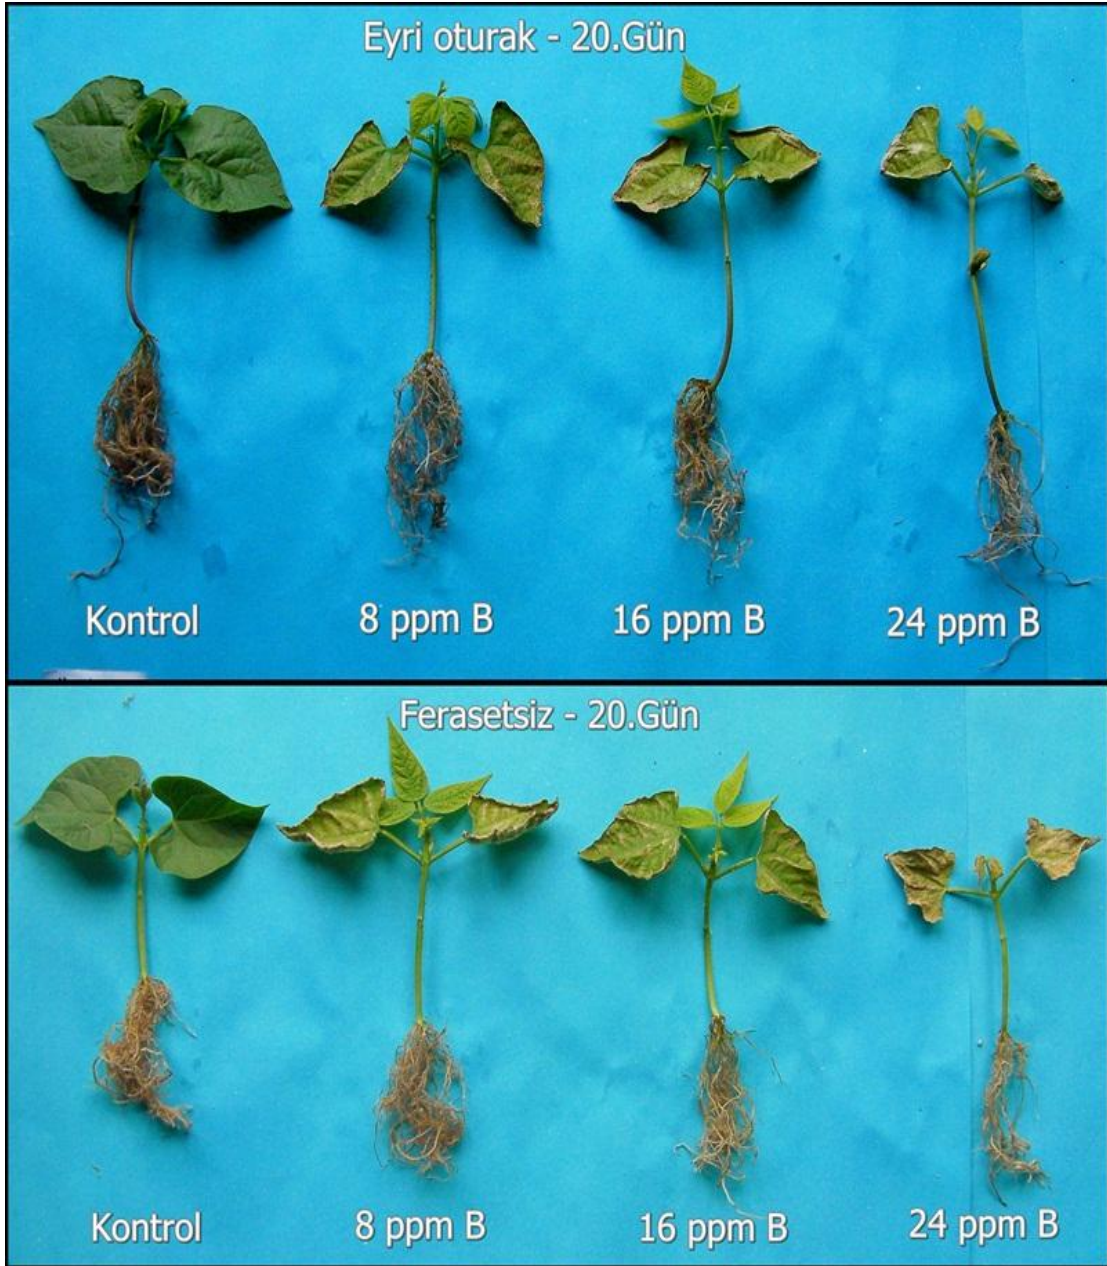 Eyri oturak - 20.Gün
Kontrol 8 ppm B 16 ppm B 24 ppm B
Ferasetsiz - 20.Gün
Kontrol 8 ppm B 16 ppm B 24 ppm B